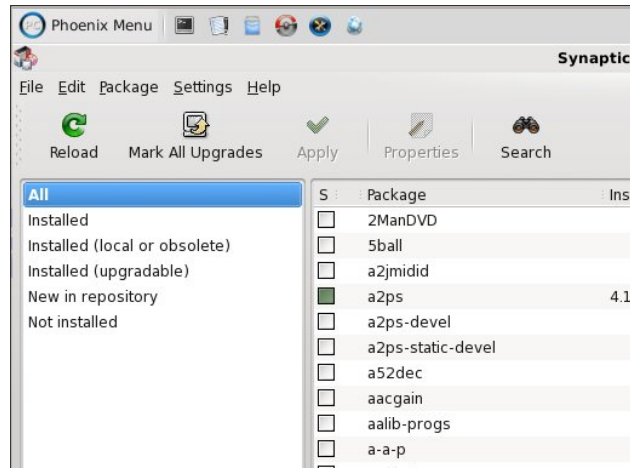 PC Phoenix Menu
Synaptic
File Edit Package Settings Help
Reload Mark All Upgrades Apply Properties Search
All
Installed
Installed (local or obsolete)
Installed (upgradable)
New in repository
Not installed
S Package Ins
2ManDVD
5ball
a2jmidid
a2ps 4.1
a2ps-devel
a2ps-static-devel
a52dec
aacgain
aalib-progs
a-a-p